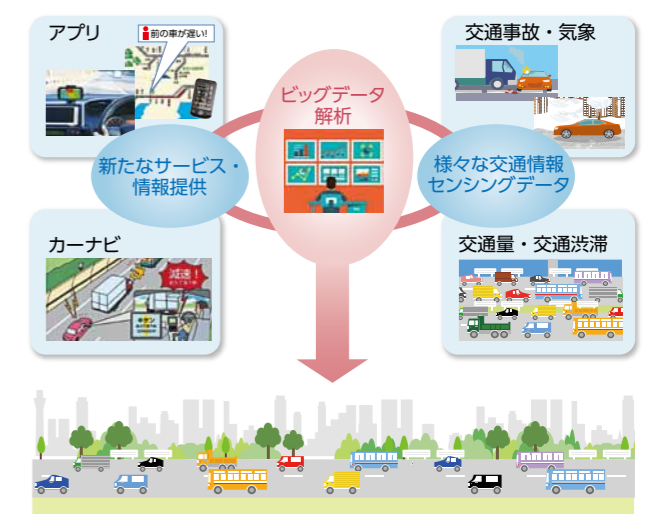 アプリ
前の車が遅い!
交通事故・気象
ビッグデータ
解析
新たなサービス・
情報提供
様々な交通情報
センシングデータ
カーナビ
減速！
交通量・交通渋滞